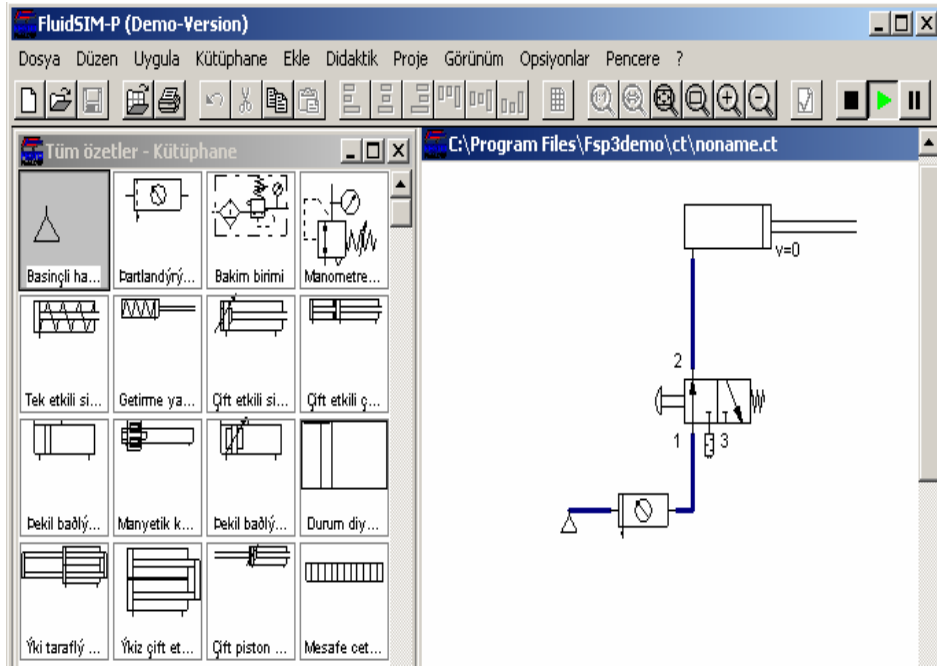 FluidSIM-P (Demo-Version)
Dosya Düzen Uygula Kütüphane Ekle Didaktik Proje Görünüm Opsiyonlar Pencere ?
Tüm özetler - Kütüphane
C:\Program Files\Fsp3demo\ct\noname.ct
Basinçli ha... Þartlandýrý... Bakim birimi Manometre...
Tek etkili si... Getirme ya... Çift etkili si... Çift etkili ç...
Þekil baðlý... Manyetik k... Þekil baðlý... Durum diy...
Ýki taraflý ... Ýkiz çift et... Çift piston ... Mesafe cet...
v=0
2
1 3